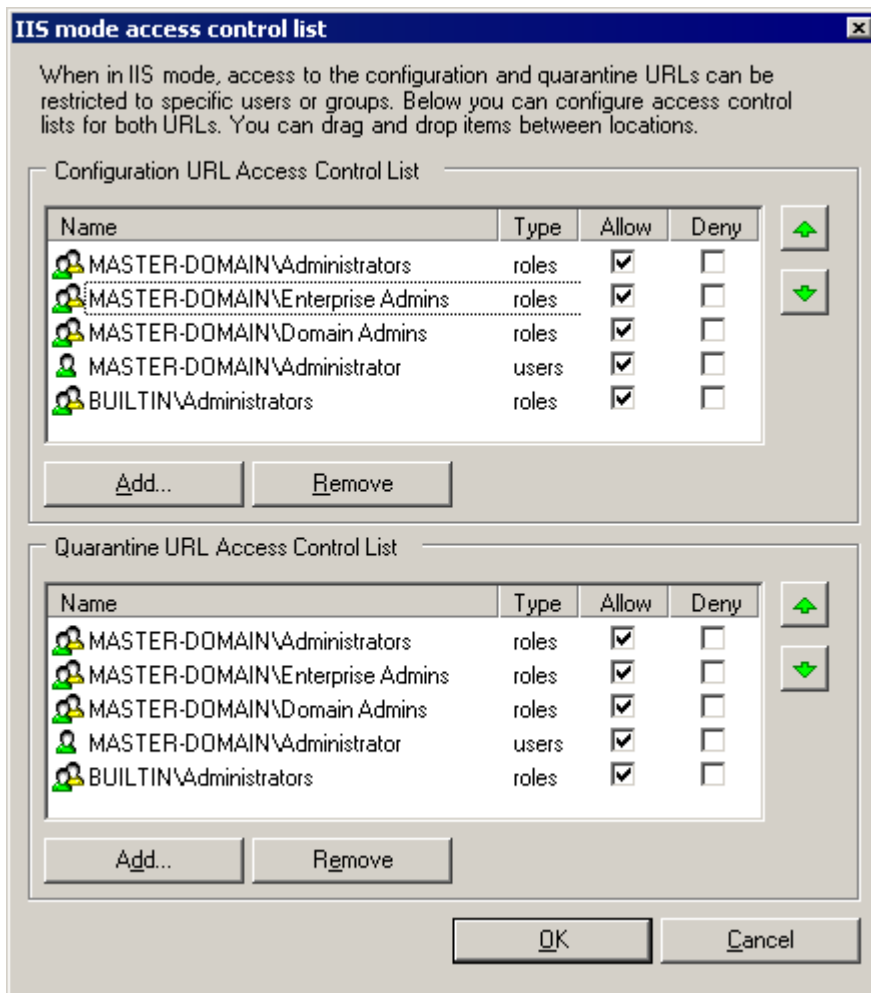 IIS mode access control list
When in IIS mode, access to the configuration and quarantine URLs can be
restricted to specific users or groups. Below you can configure access control
lists for both URLs. You can drag and drop items between locations.
Configuration URL Access Control List
Name Type Allow Deny
MASTER-DOMAIN\Administrators roles
MASTER-DOMAIN\Enterprise Admins roles
MASTER-DOMAIN\Domain Admins roles
MASTER-DOMAIN\Administrator users
BUILTIN\Administrators roles
Add... Remove
Quarantine URL Access Control List
Name Type Allow Deny
MASTER-DOMAIN\Administrators roles
MASTER-DOMAIN\Enterprise Admins roles
MASTER-DOMAIN\Domain Admins roles
MASTER-DOMAIN\Administrator users
BUILTIN\Administrators roles
Add... Remove
OK Cancel